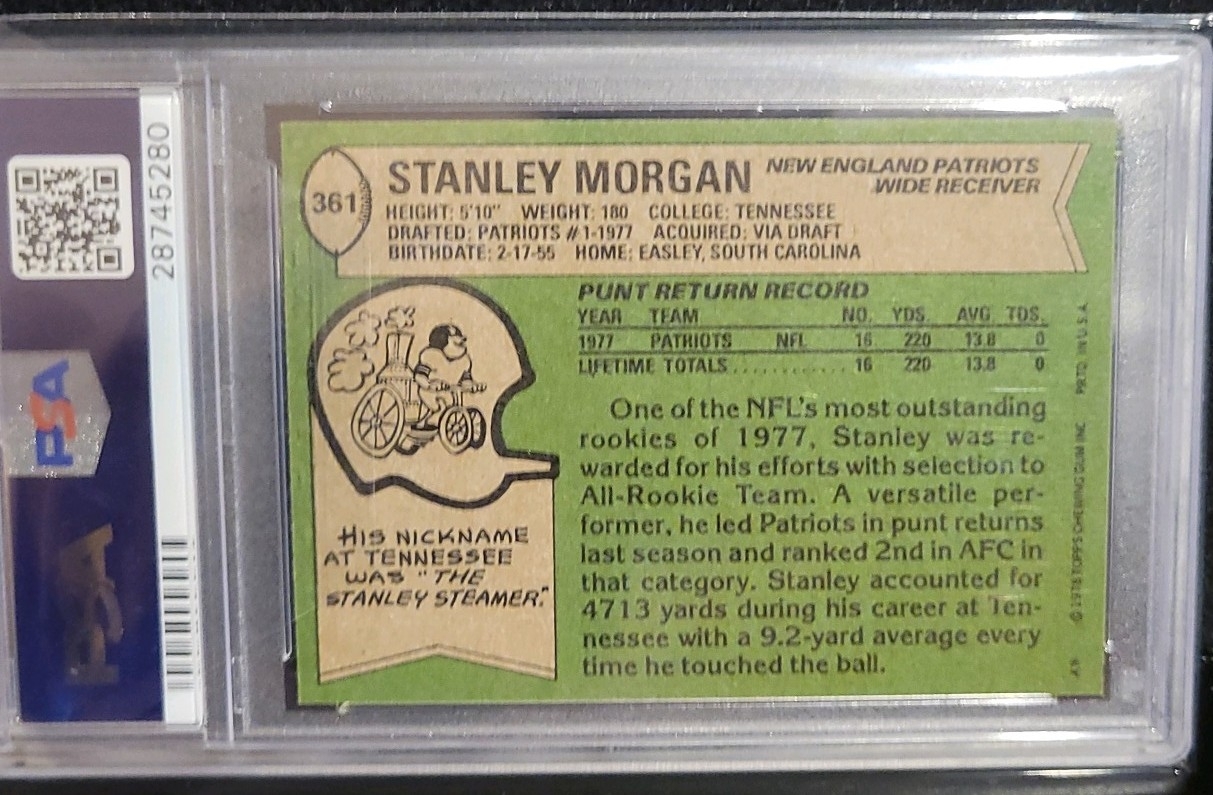 28745280
PSA
PSA
361
STANLEY MORGAN
NEW ENGLAND PATRIOTS
WIDE RECEIVER
HEIGHT: 5'10" WEIGHT: 180 COLLEGE: TENNESSEE
DRAFTED: PATRIOTS #1-1977 ACQUIRED: VIA DRAFT
BIRTHDATE: 2-17-55 HOME: EASLEY, SOUTH CAROLINA
PUNT RETURN RECORD
YEAR TEAM NO. YDS. AVG. TDS.
1977 PATRIOTS NFL 16 220 13.8 0
LIFETIME TOTALS............ 16 220 13.8 0
One of the NFL's most outstanding
rookies of 1977, Stanley was re-
warded for his efforts with selection to
All-Rookie Team. A versatile per-
former, he led Patriots in punt returns
last season and ranked 2nd in AFC in
that category. Stanley accounted for
4713 yards during his career at Ten-
nessee with a 9.2-yard average every
time he touched the ball.
HIS NICKNAME
AT TENNESSEE
WAS "THE
STANLEY STEAMER."
© 1978 TOPPS CHEWING GUM INC. PRTD. IN U.S.A.